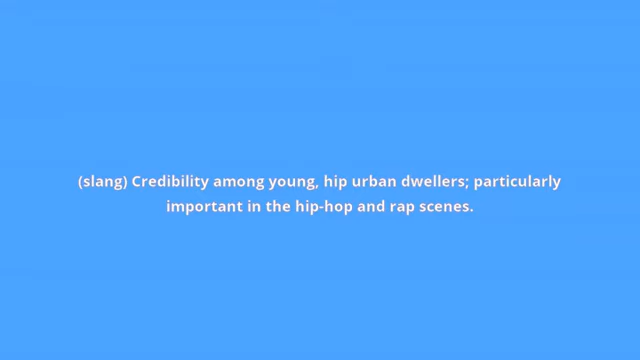 (slang) Credibility among young, hip urban dwellers; particularly
important in the hip-hop and rap scenes.